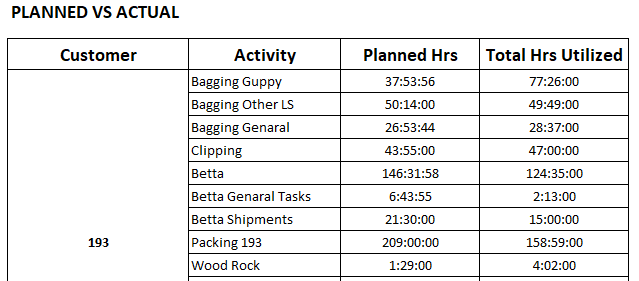 PLANNED VS ACTUAL
Customer Activity Planned Hrs Total Hrs Utilized
Bagging Guppy 37:53:56 77:26:00
Bagging Other LS 50:14:00 49:49:00
Bagging Genaral 26:53:44 28:37:00
Clipping 43:55:00 47:00:00
Betta 146:31:58 124:35:00
Betta Genaral Tasks 6:43:55 2:13:00
Betta Shipments 21:30:00 15:00:00
193 Packing 193 209:00:00 158:59:00
Wood Rock 1:29:00 4:02:00